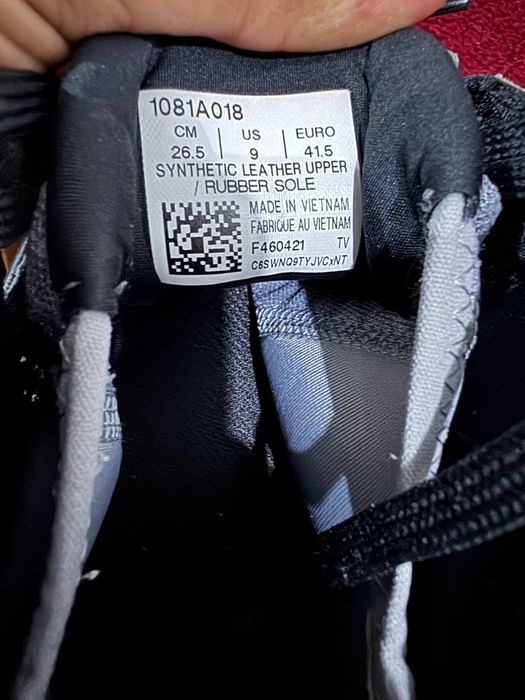 1081A018
CM | US | EURO
26.5 | 9 | 41.5
SYNTHETIC LEATHER UPPER
/ RUBBER SOLE
MADE IN VIETNAM
FABRIQUE AU VIETNAM
F460421 TV
C6SWNQ9TYJVCxNT